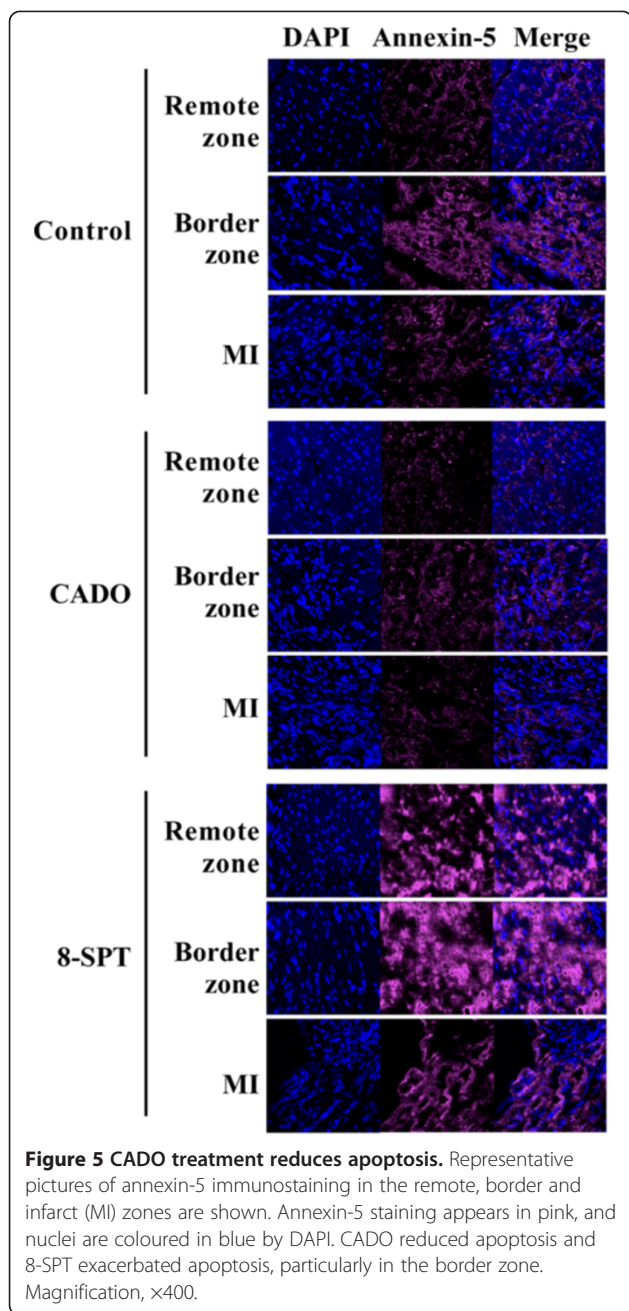 DAPI Annexin-5 Merge
Control
Remote
zone
Border
zone
MI
CADO
Remote
zone
Border
zone
MI
8-SPT
Remote
zone
Border
zone
MI
Figure 5 CADO treatment reduces apoptosis. Representative
pictures of annexin-5 immunostaining in the remote, border and
infarct (MI) zones are shown. Annexin-5 staining appears in pink, and
nuclei are coloured in blue by DAPI. CADO reduced apoptosis and
8-SPT exacerbated apoptosis, particularly in the border zone.
Magnification, ×400.